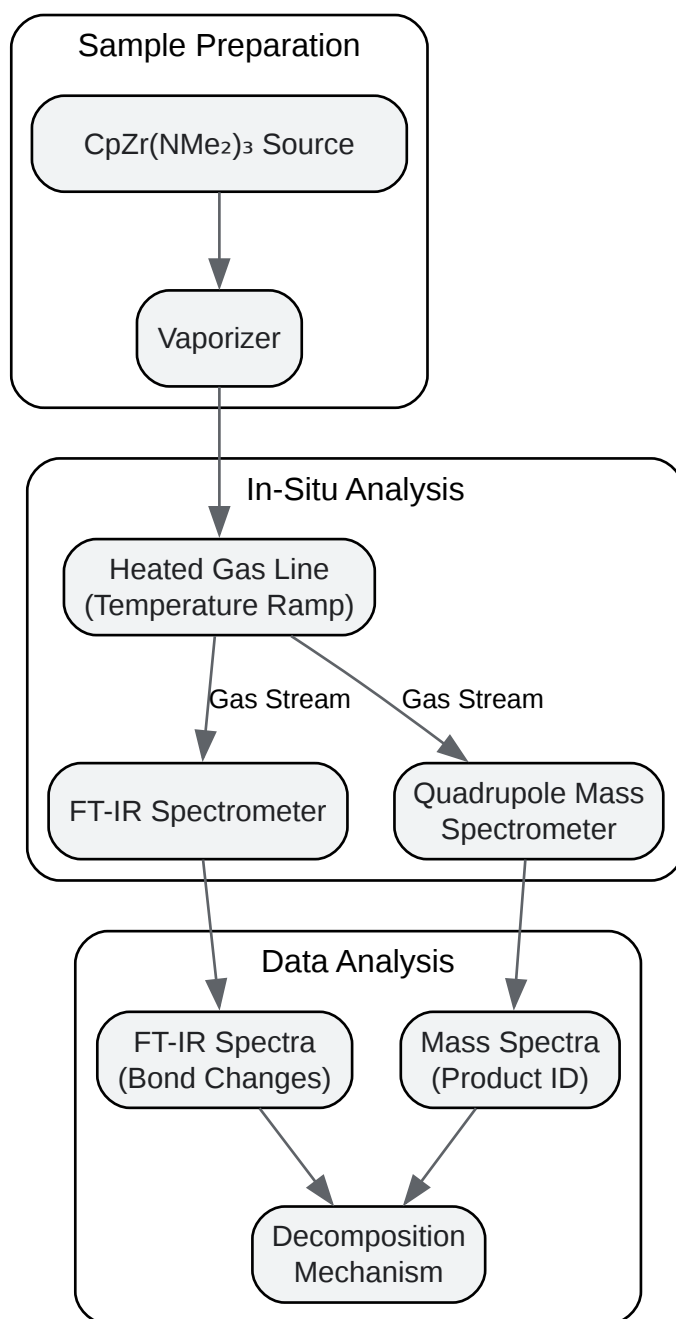 Sample Preparation
CpZr(NMe₂)₃ Source
Vaporizer
In-Situ Analysis
Heated Gas Line
(Temperature Ramp)
Gas Stream
Gas Stream
FT-IR Spectrometer
Quadrupole Mass
Spectrometer
Data Analysis
FT-IR Spectra
(Bond Changes)
Mass Spectra
(Product ID)
Decomposition
Mechanism